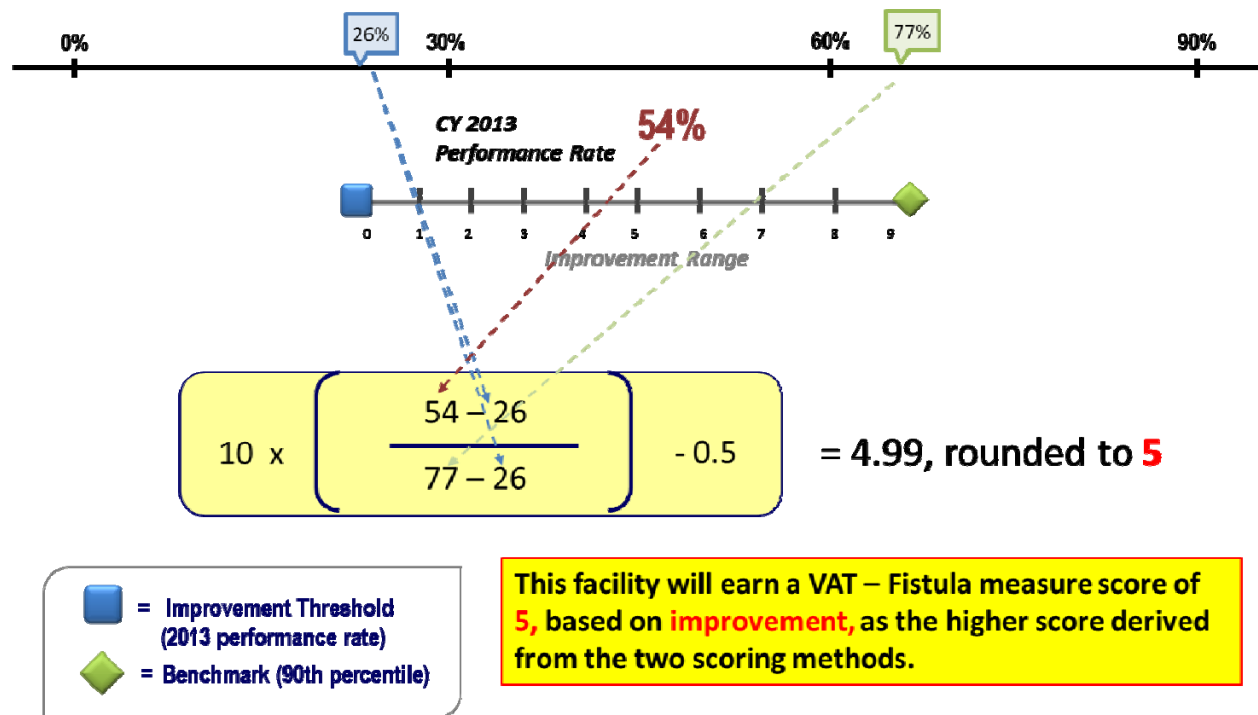 0% 26% 30% 60% 77% 90%
CY 2013 54%
Performance Rate
0 1 2 3 4 5 6 7 8 9
Improvement Range
54 – 26
10 x - 0.5 = 4.99, rounded to 5
77 – 26
= Improvement Threshold
(2013 performance rate)
= Benchmark (90th percentile)
This facility will earn a VAT – Fistula measure score of
5, based on improvement, as the higher score derived
from the two scoring methods.